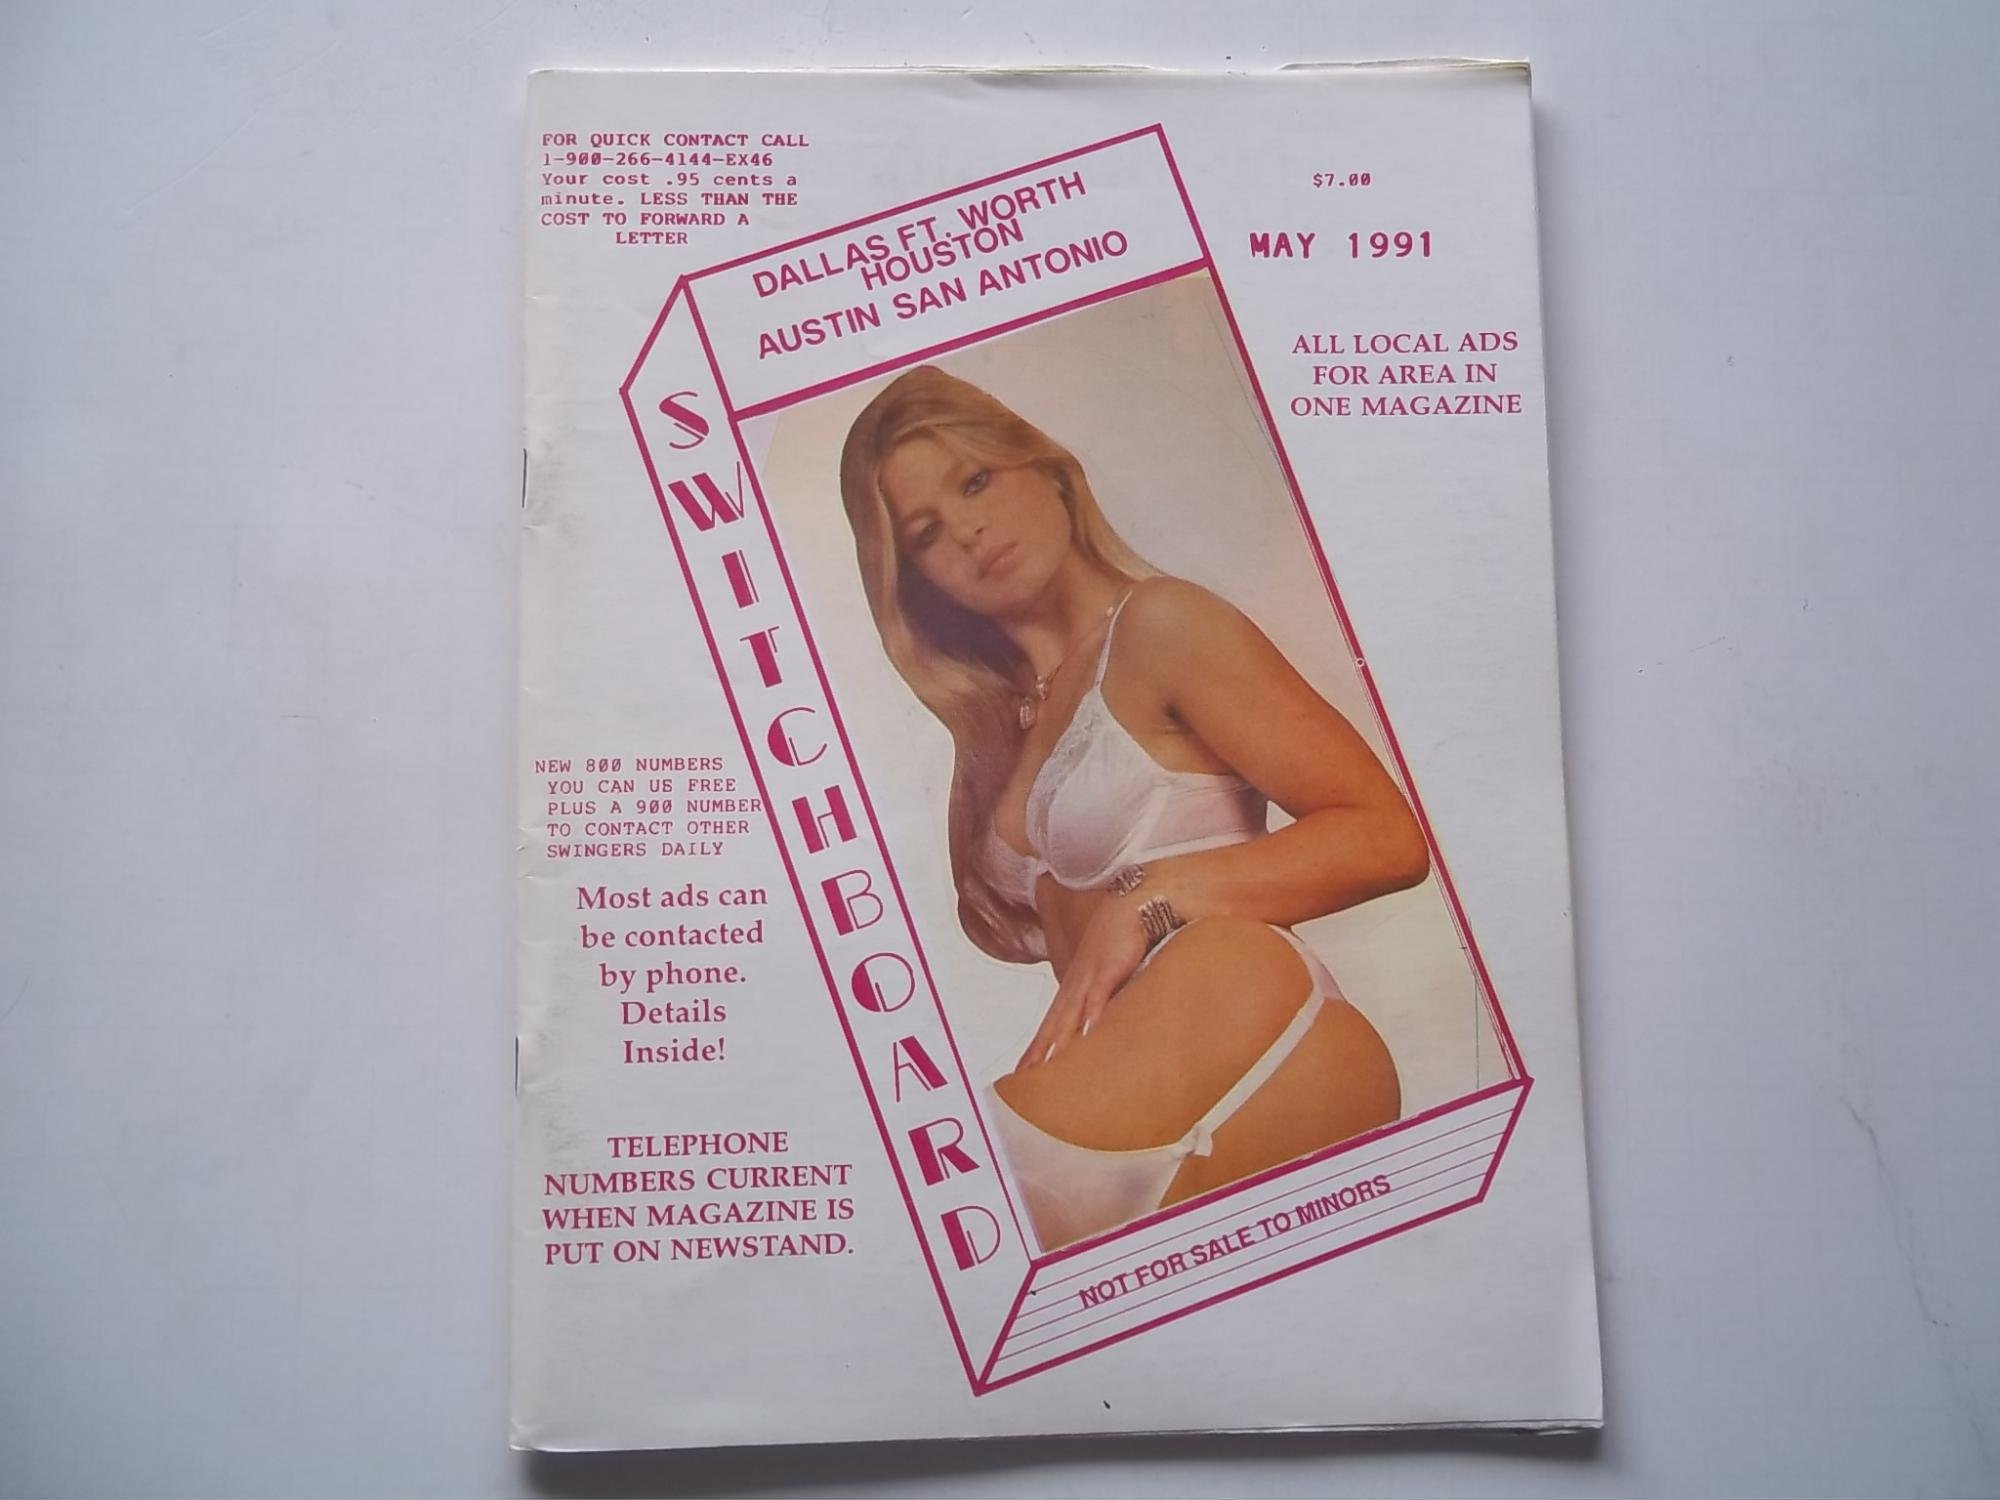 FOR QUICK CONTACT CALL
1-900-266-4144-EX46
Your cost .95 cents a
minute. LESS THAN THE
COST TO FORWARD A
LETTER
DALLAS FT. WORTH
HOUSTON
AUSTIN SAN ANTONIO
$7.00
MAY 1991
ALL LOCAL ADS
FOR AREA IN
ONE MAGAZINE
SWITCHBOARD
NEW 800 NUMBERS
YOU CAN US FREE
PLUS A 900 NUMBER
TO CONTACT OTHER
SWINGERS DAILY
Most ads can
be contacted
by phone.
Details
Inside!
TELEPHONE
NUMBERS CURRENT
WHEN MAGAZINE IS
PUT ON NEWSTAND.
NOT FOR SALE TO MINORS